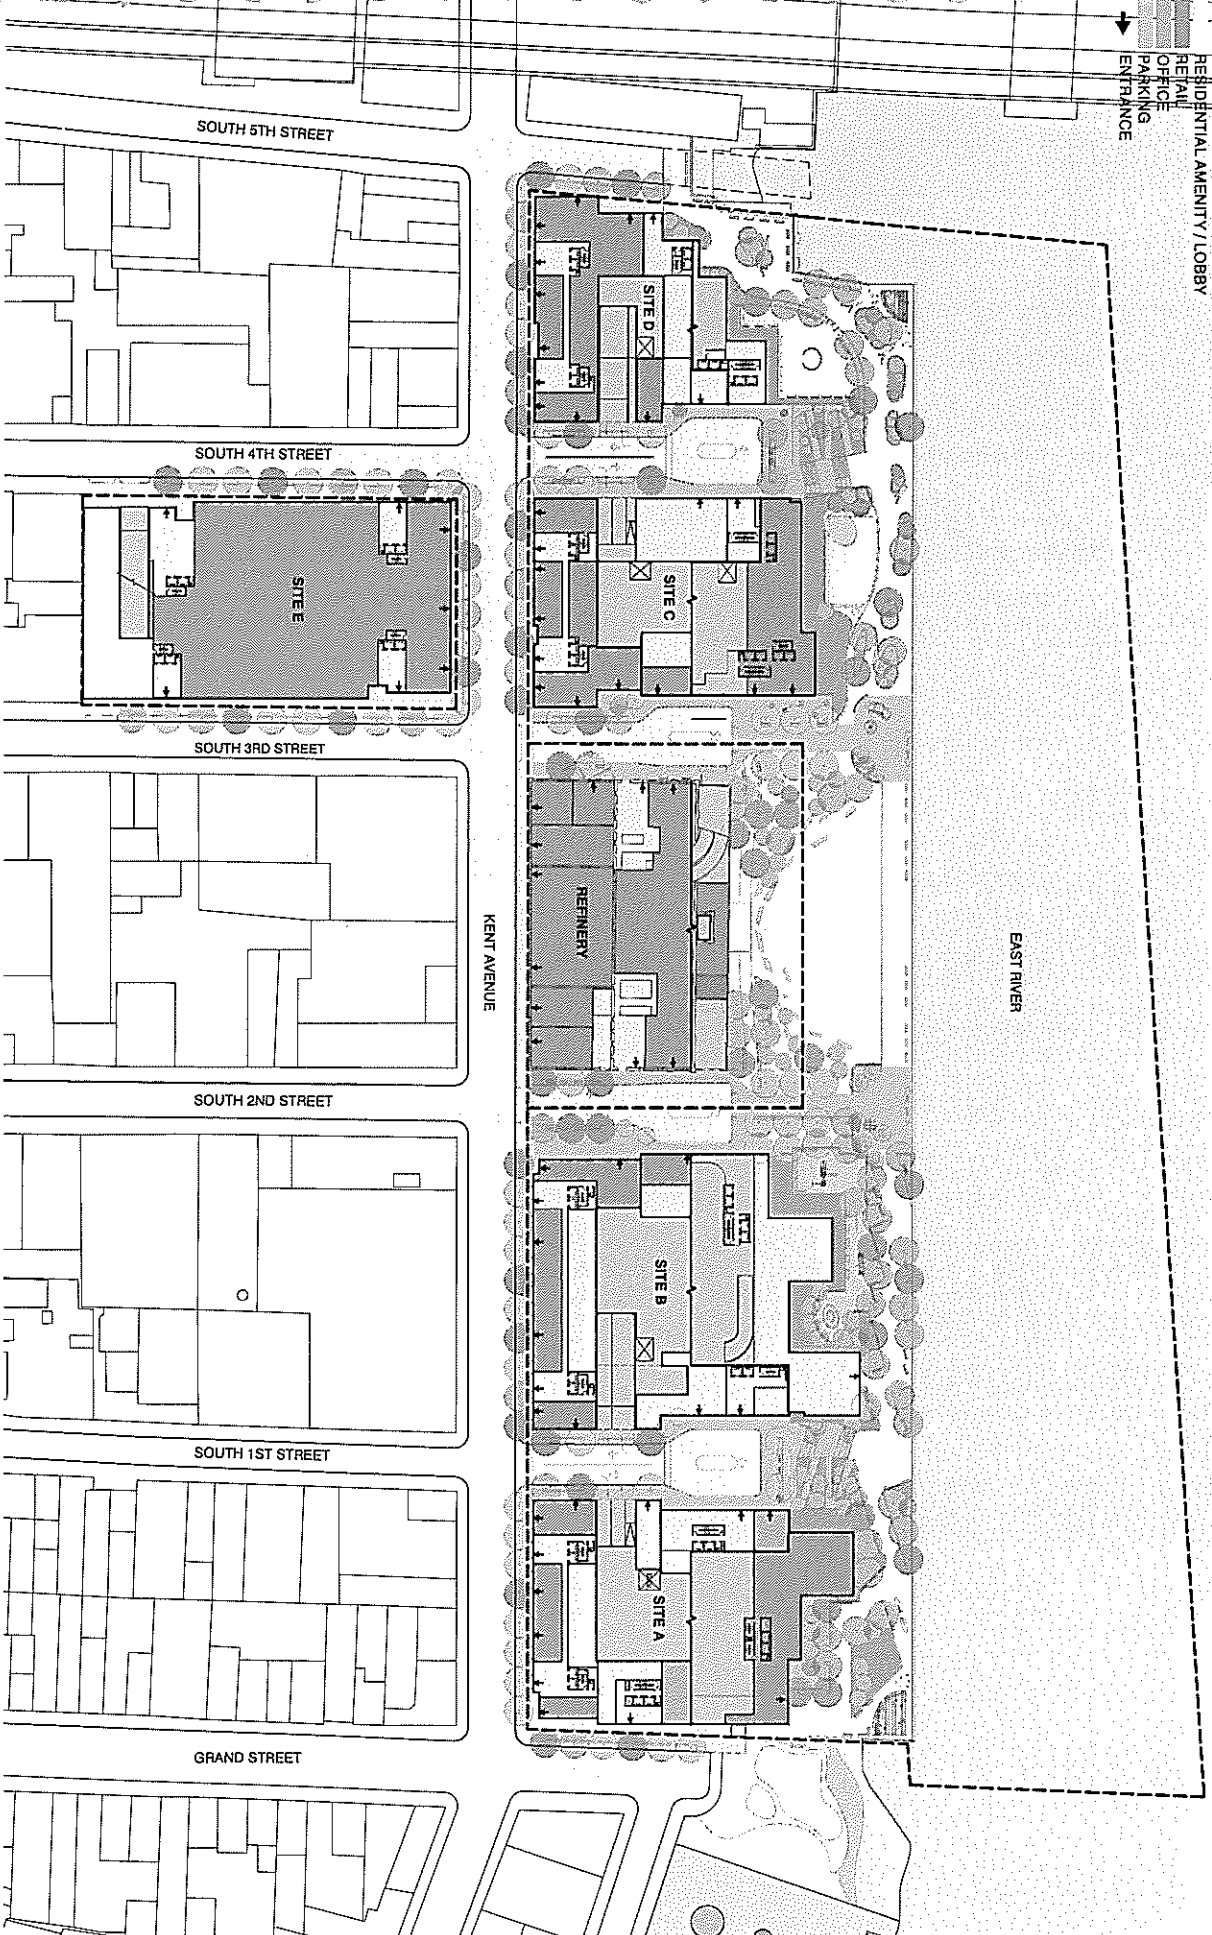 RESIDENTIAL AMENITY / LOBBY
RETAIL
OFFICE
PARKING
ENTRANCE
SOUTH 5TH STREET
SITE D
SOUTH 4TH STREET
SITE E
SITE C
SOUTH 3RD STREET
REFINERY
KENT AVENUE
EAST RIVER
SOUTH 2ND STREET
SITE B
SOUTH 1ST STREET
SITE A
GRAND STREET